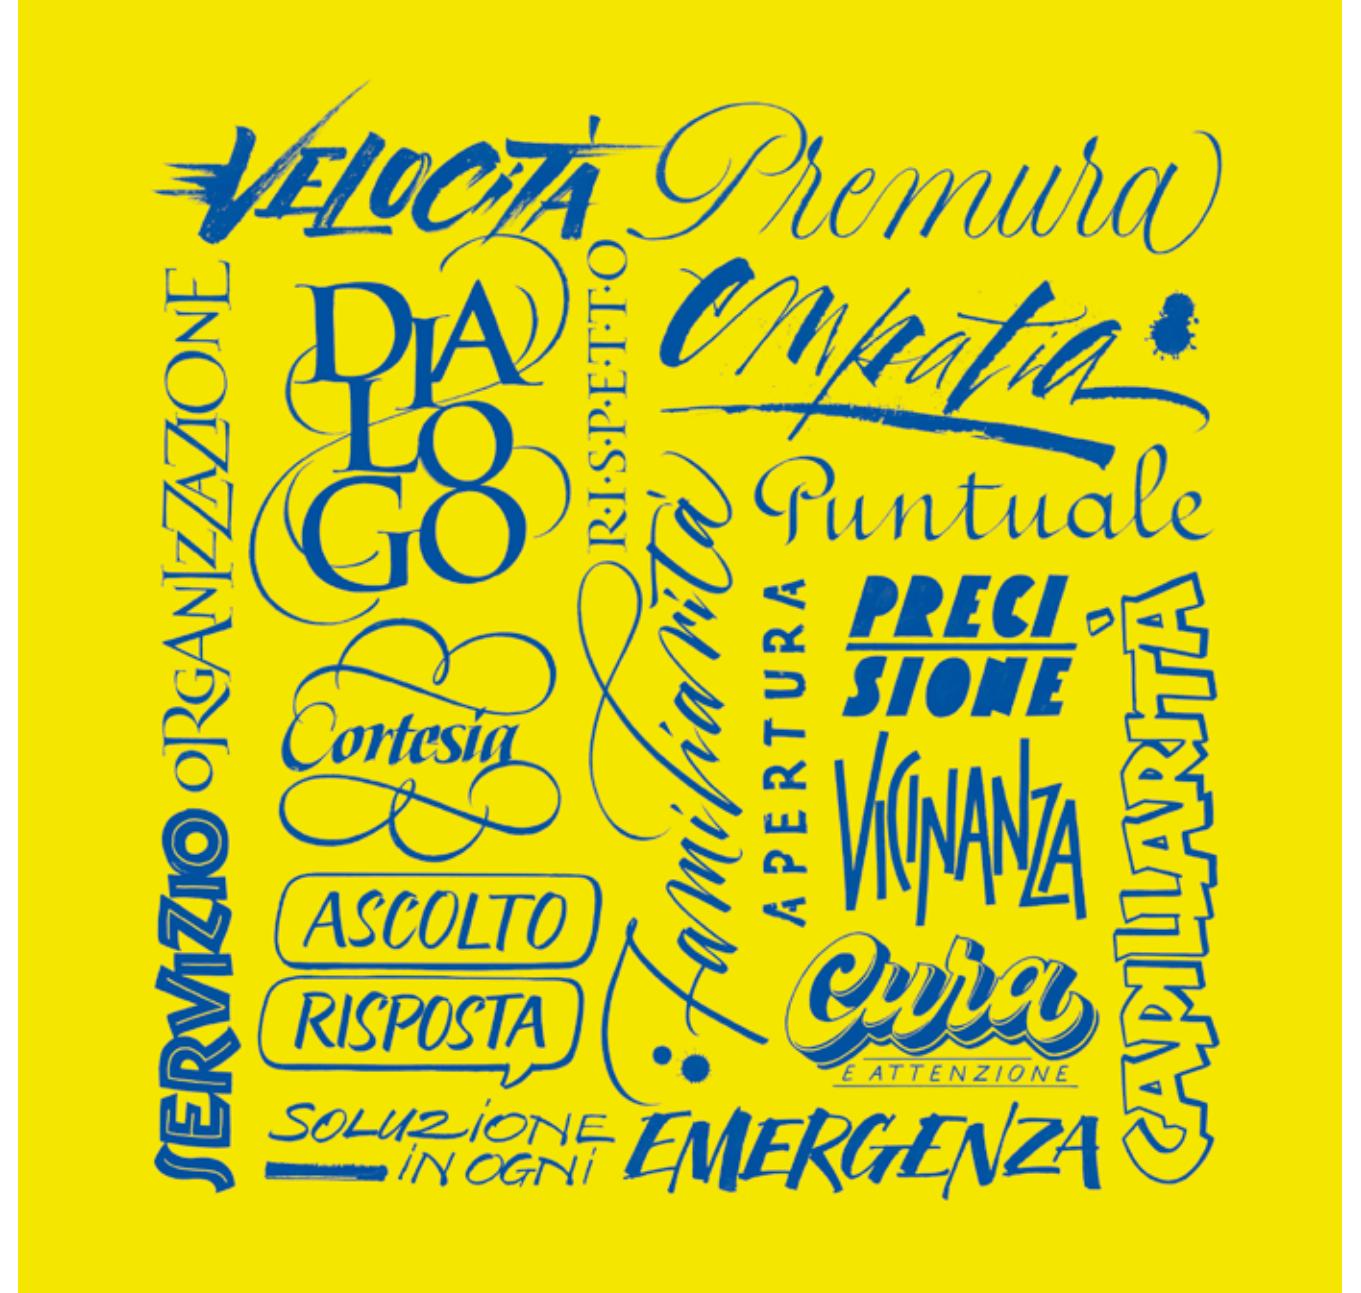 VELOCITÀ
Premura
ORGANIZZAZIONE
DIA
LO
GO
R·I·S·P·E·T·T·O
Empatia
Puntuale
Familiarità
APERTURA
PRECI
SIONE
CAPILLARITÀ
Cortesia
VICINANZA
SERVIZIO
ASCOLTO
RISPOSTA
Cura
E ATTENZIONE
SOLUZIONE
IN OGNI
EMERGENZA